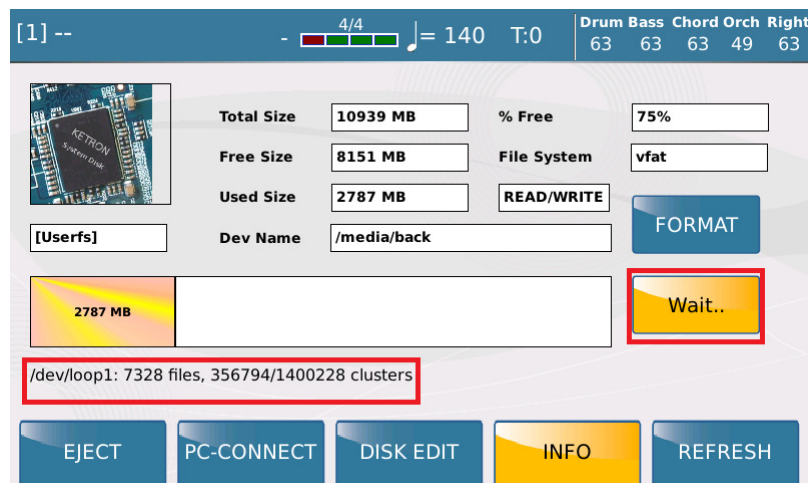 [1] -- - 4/4 = 140 T:0 Drum Bass Chord Orch Right
63 63 63 49 63
KETRON
System Disk
Total Size 10939 MB % Free 75%
Free Size 8151 MB File System vfat
Used Size 2787 MB READ/WRITE
FORMAT
[Userfs] Dev Name /media/back
2787 MB Wait..
/dev/loop1: 7328 files, 356794/1400228 clusters
EJECT PC-CONNECT DISK EDIT INFO REFRESH